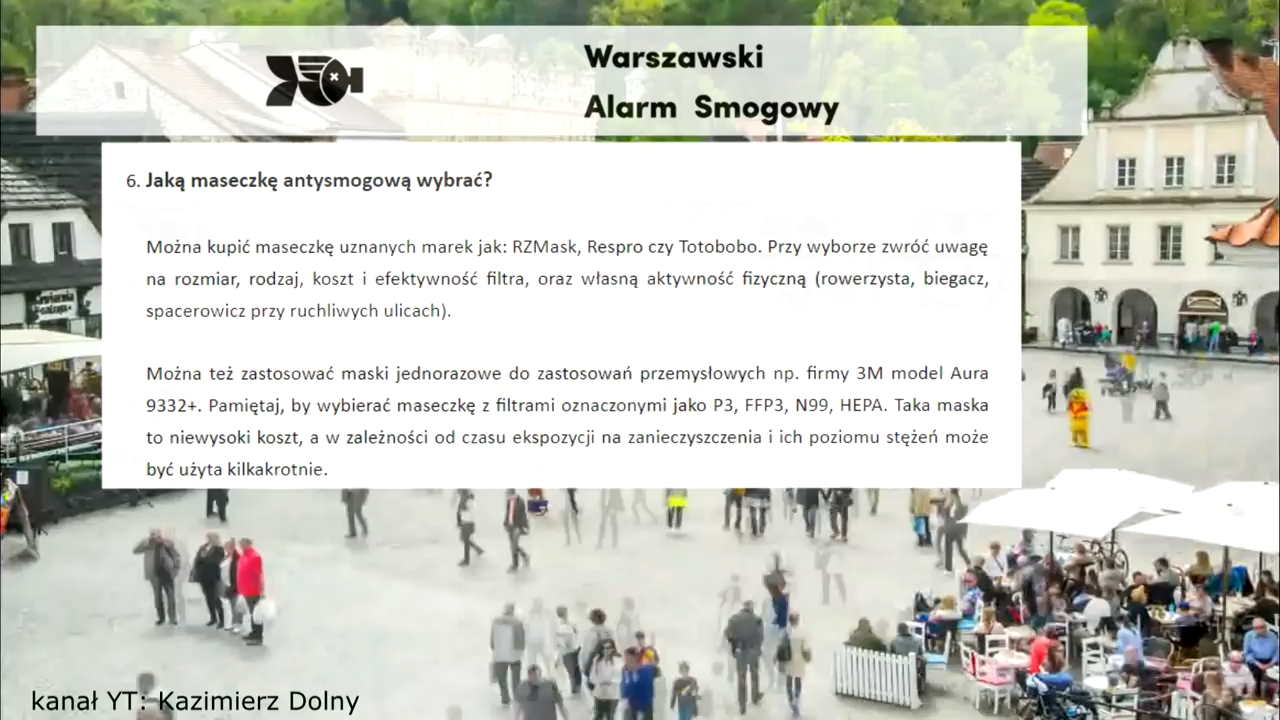 Warszawski
Alarm Smogowy
6. Jaką maseczkę antysmogową wybrać?
Można kupić maseczkę uznanych marek jak: RZMask, Respro czy Totobobo. Przy wyborze zwróć uwagę
na rozmiar, rodzaj, koszt i efektywność filtra, oraz własną aktywność fizyczną (rowerzysta, biegacz,
spacerowicz przy ruchliwych ulicach).
Można też zastosować maski jednorazowe do zastosowań przemysłowych np. firmy 3M model Aura
9332+. Pamiętaj, by wybierać maseczkę z filtrami oznaczonymi jako P3, FFP3, N99, HEPA. Taka maska
to niewysoki koszt, a w zależności od czasu ekspozycji na zanieczyszczenia i ich poziomu stężeń może
być użyta kilkakrotnie.
kanał YT: Kazimierz Dolny